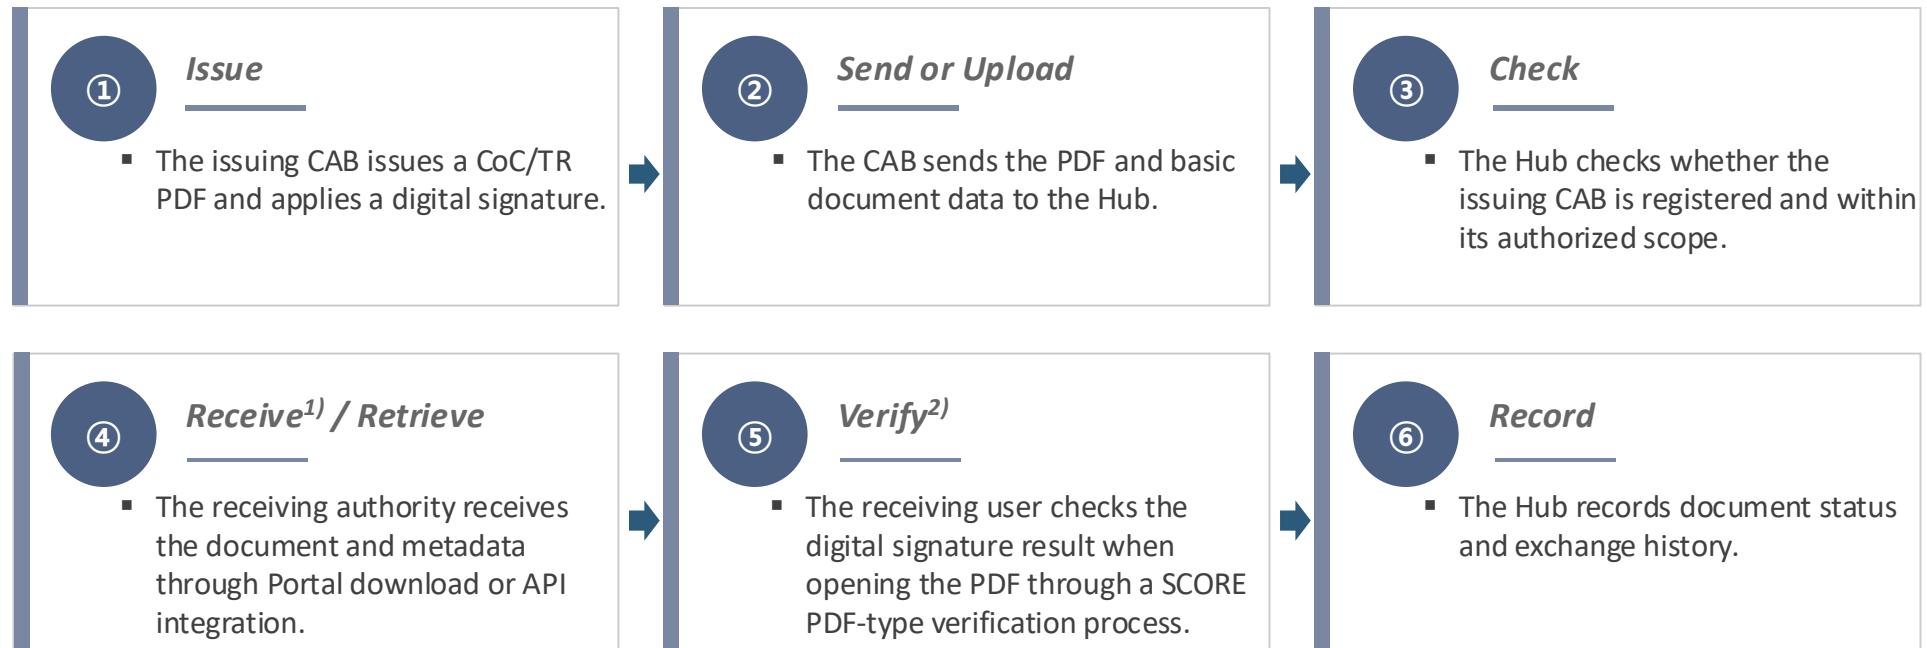 ①
Issue
▪ The issuing CAB issues a CoC/TR
PDF and applies a digital signature.
②
Send or Upload
▪ The CAB sends the PDF and basic
document data to the Hub.
③
Check
▪ The Hub checks whether the
issuing CAB is registered and within
its authorized scope.
④
Receive1) / Retrieve
▪ The receiving authority receives
the document and metadata
through Portal download or API
integration.
⑤
Verify2)
▪ The receiving user checks the
digital signature result when
opening the PDF through a SCORE
PDF-type verification process.
⑥
Record
▪ The Hub records document status
and exchange history.